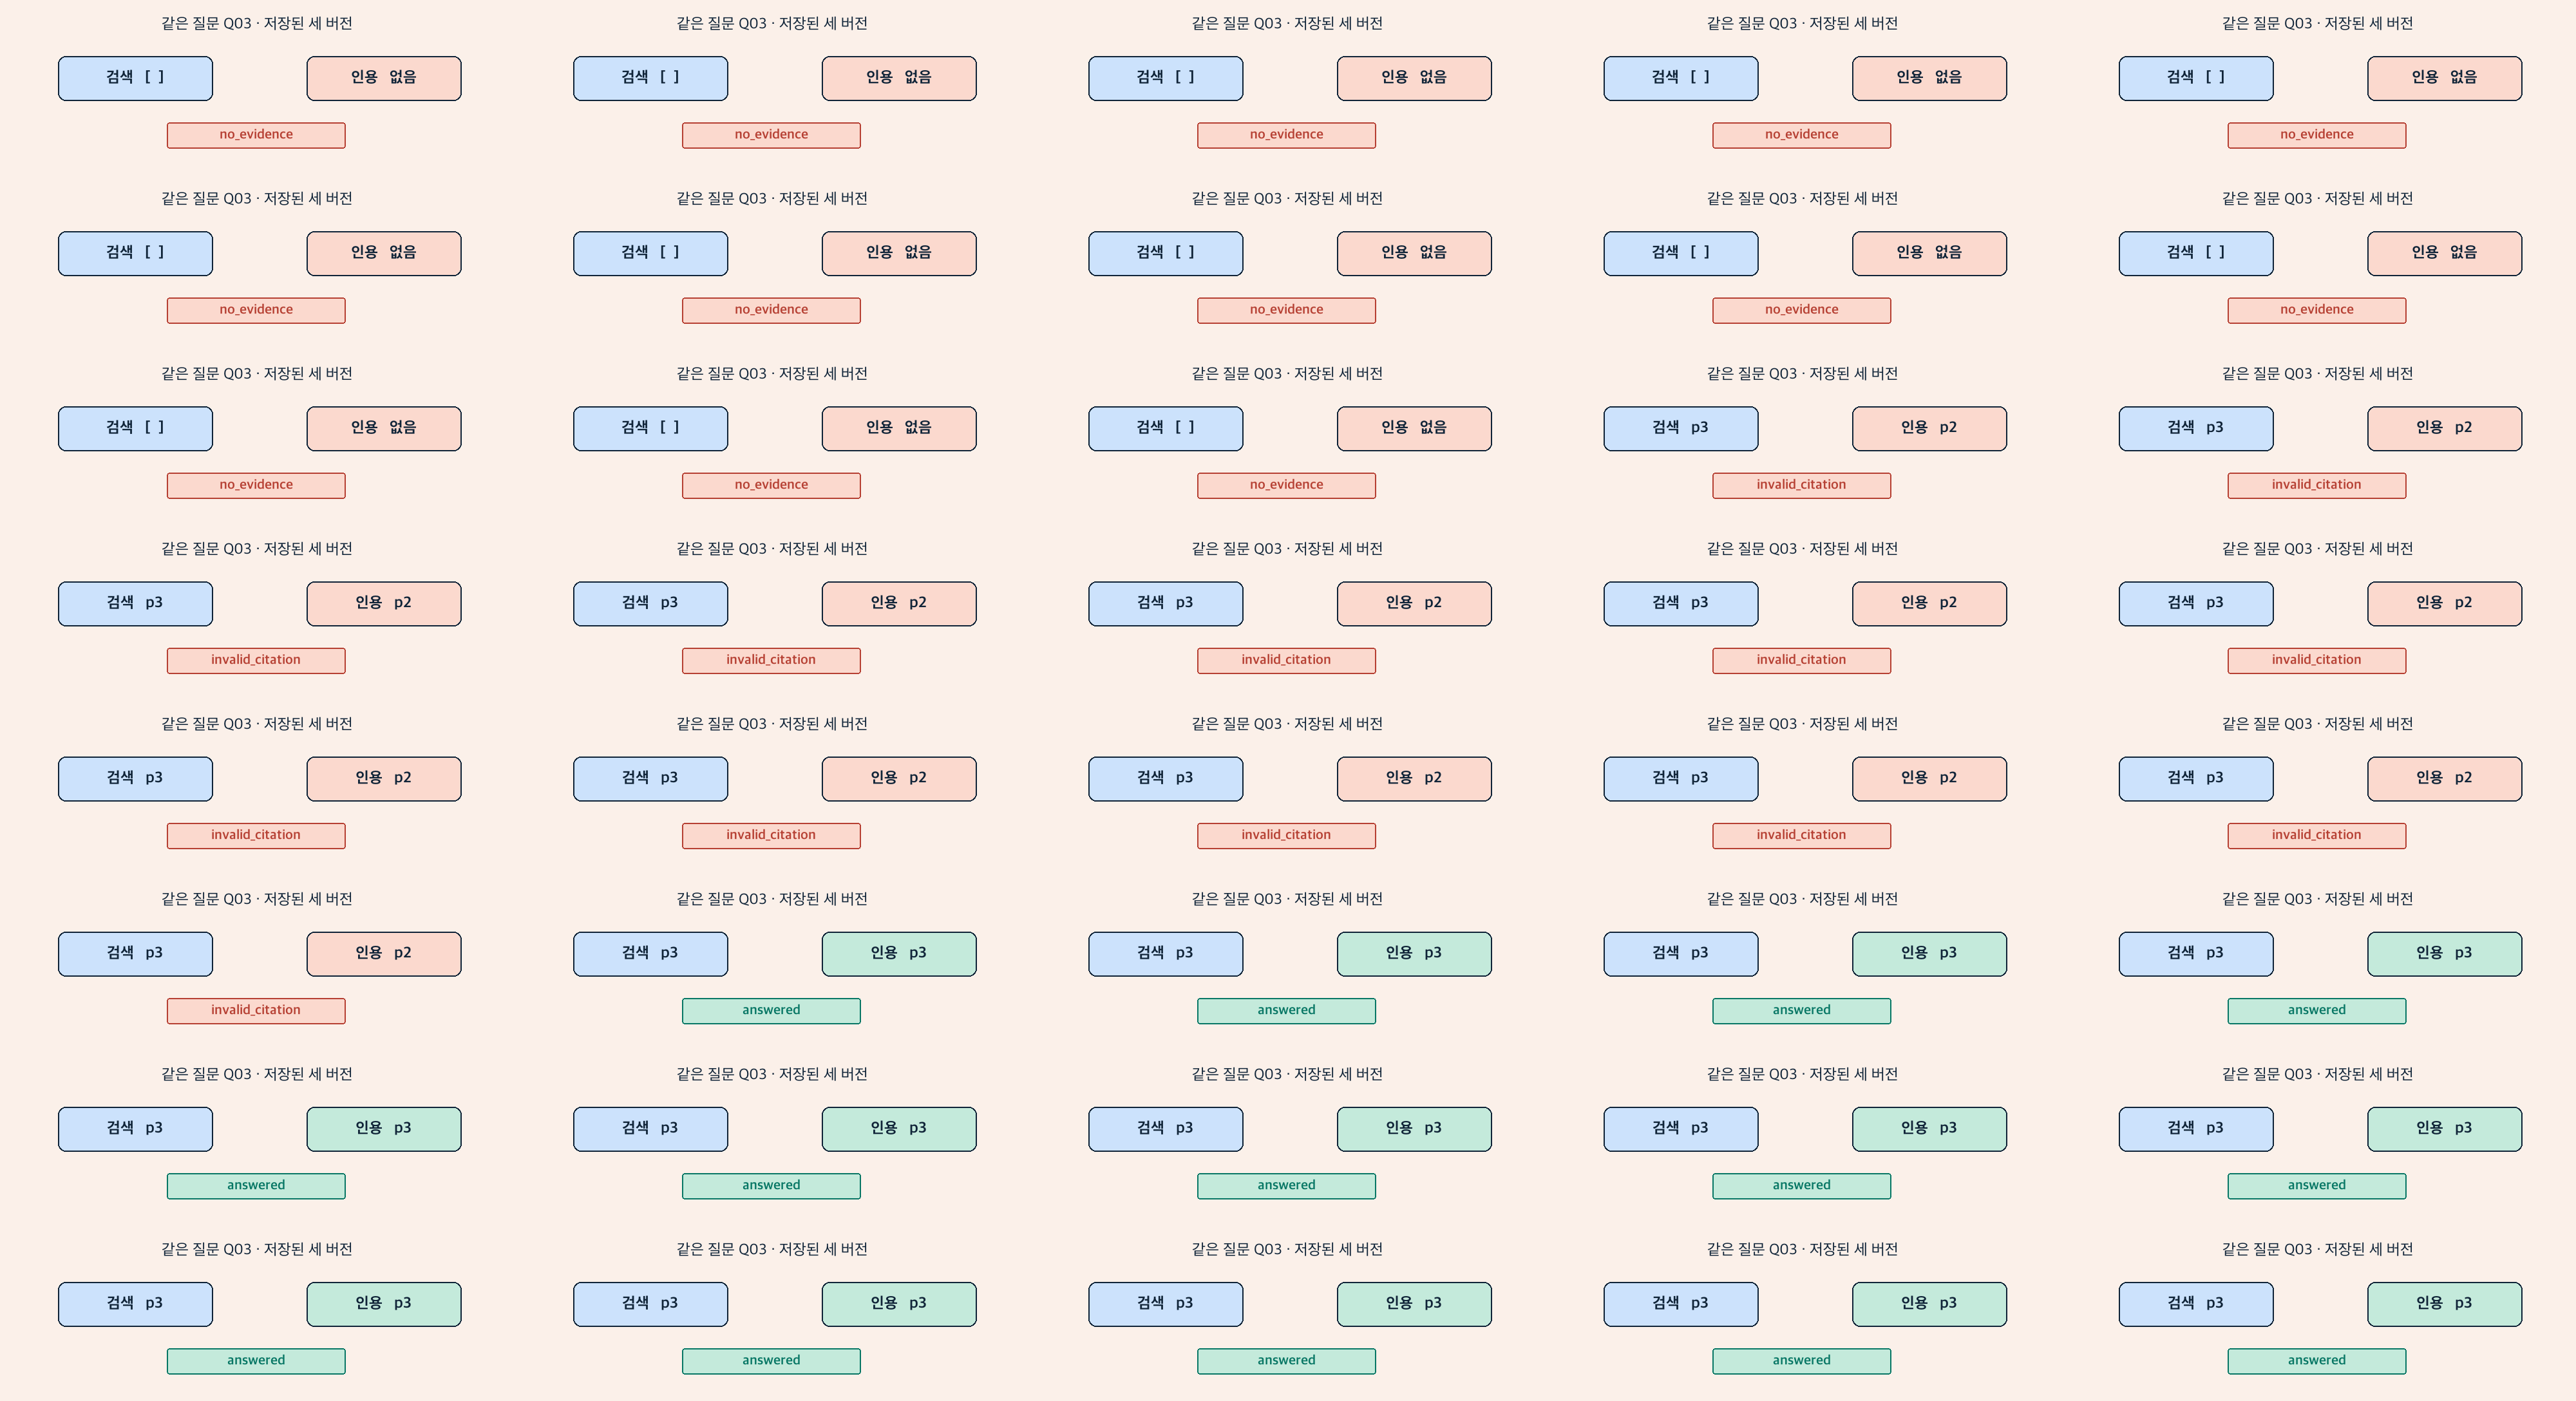 같은 질문 Q03 · 저장된 세 버전 같은 질문 Q03 · 저장된 세 버전 같은 질문 Q03 · 저장된 세 버전 같은 질문 Q03 · 저장된 세 버전 같은 질문 Q03 · 저장된 세 버전
검색 [ ] 인용 없음 검색 [ ] 인용 없음 검색 [ ] 인용 없음 검색 [ ] 인용 없음 검색 [ ] 인용 없음
no_evidence no_evidence no_evidence no_evidence no_evidence
같은 질문 Q03 · 저장된 세 버전 같은 질문 Q03 · 저장된 세 버전 같은 질문 Q03 · 저장된 세 버전 같은 질문 Q03 · 저장된 세 버전 같은 질문 Q03 · 저장된 세 버전
검색 [ ] 인용 없음 검색 [ ] 인용 없음 검색 [ ] 인용 없음 검색 [ ] 인용 없음 검색 [ ] 인용 없음
no_evidence no_evidence no_evidence no_evidence no_evidence
같은 질문 Q03 · 저장된 세 버전 같은 질문 Q03 · 저장된 세 버전 같은 질문 Q03 · 저장된 세 버전 같은 질문 Q03 · 저장된 세 버전 같은 질문 Q03 · 저장된 세 버전
검색 [ ] 인용 없음 검색 [ ] 인용 없음 검색 [ ] 인용 없음 검색 p3 인용 p2 검색 p3 인용 p2
no_evidence no_evidence no_evidence invalid_citation invalid_citation
같은 질문 Q03 · 저장된 세 버전 같은 질문 Q03 · 저장된 세 버전 같은 질문 Q03 · 저장된 세 버전 같은 질문 Q03 · 저장된 세 버전 같은 질문 Q03 · 저장된 세 버전
검색 p3 인용 p2 검색 p3 인용 p2 검색 p3 인용 p2 검색 p3 인용 p2 검색 p3 인용 p2
invalid_citation invalid_citation invalid_citation invalid_citation invalid_citation
같은 질문 Q03 · 저장된 세 버전 같은 질문 Q03 · 저장된 세 버전 같은 질문 Q03 · 저장된 세 버전 같은 질문 Q03 · 저장된 세 버전 같은 질문 Q03 · 저장된 세 버전
검색 p3 인용 p2 검색 p3 인용 p2 검색 p3 인용 p2 검색 p3 인용 p2 검색 p3 인용 p2
invalid_citation invalid_citation invalid_citation invalid_citation invalid_citation
같은 질문 Q03 · 저장된 세 버전 같은 질문 Q03 · 저장된 세 버전 같은 질문 Q03 · 저장된 세 버전 같은 질문 Q03 · 저장된 세 버전 같은 질문 Q03 · 저장된 세 버전
검색 p3 인용 p2 검색 p3 인용 p3 검색 p3 인용 p3 검색 p3 인용 p3 검색 p3 인용 p3
invalid_citation answered answered answered answered
같은 질문 Q03 · 저장된 세 버전 같은 질문 Q03 · 저장된 세 버전 같은 질문 Q03 · 저장된 세 버전 같은 질문 Q03 · 저장된 세 버전 같은 질문 Q03 · 저장된 세 버전
검색 p3 인용 p3 검색 p3 인용 p3 검색 p3 인용 p3 검색 p3 인용 p3 검색 p3 인용 p3
answered answered answered answered answered
같은 질문 Q03 · 저장된 세 버전 같은 질문 Q03 · 저장된 세 버전 같은 질문 Q03 · 저장된 세 버전 같은 질문 Q03 · 저장된 세 버전 같은 질문 Q03 · 저장된 세 버전
검색 p3 인용 p3 검색 p3 인용 p3 검색 p3 인용 p3 검색 p3 인용 p3 검색 p3 인용 p3
answered answered answered answered answered